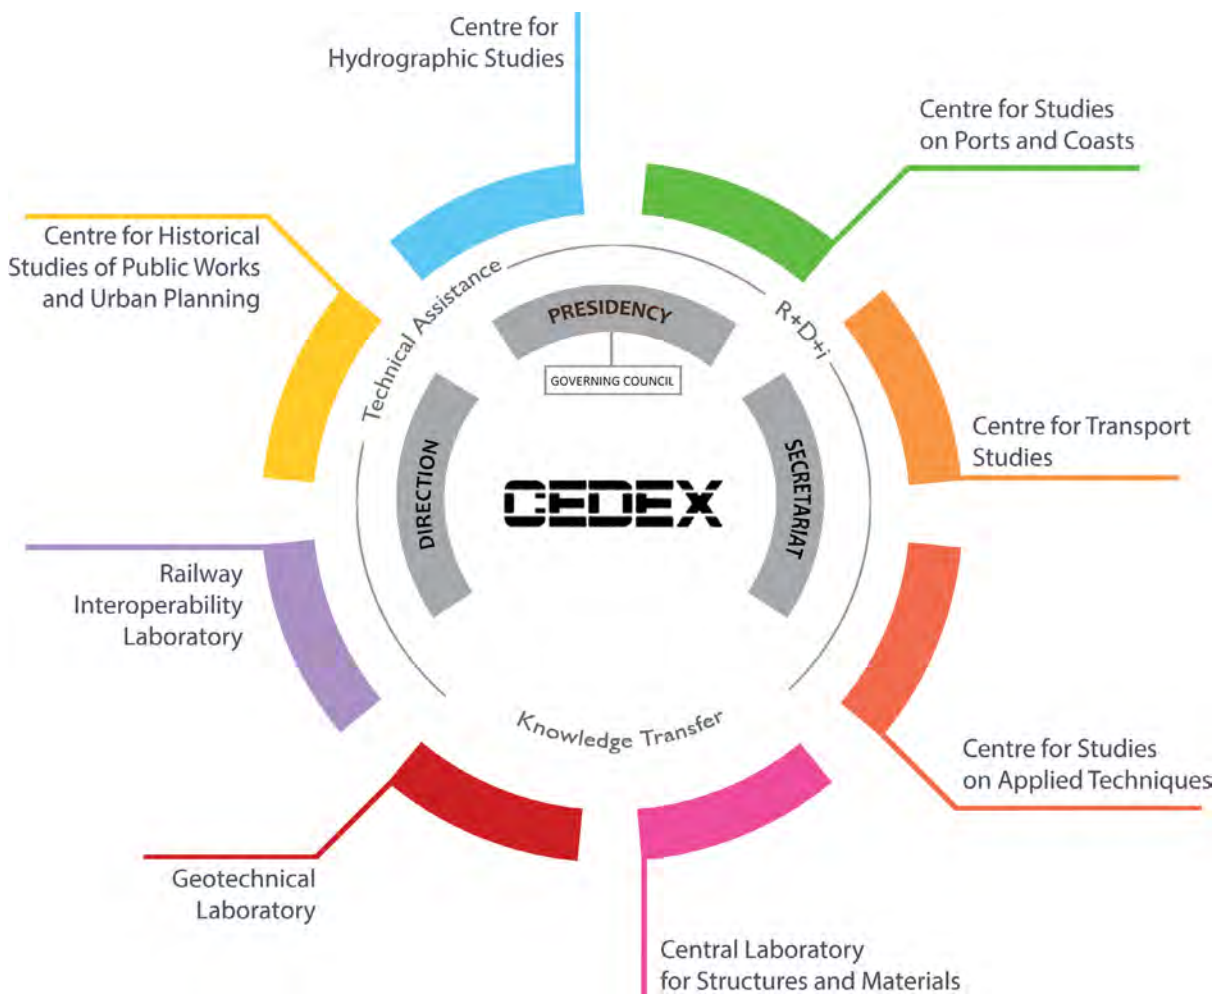 Centre for
Hydrographic Studies
Centre for Studies
on Ports and Coasts
Centre for Historical
Studies of Public Works
and Urban Planning
Technical Assistance
R+D+i
PRESIDENCY
GOVERNING COUNCIL
DIRECTION
CEDEX
SECRETARIAT
Centre for Transport
Studies
Railway
Interoperability
Laboratory
Knowledge Transfer
Centre for Studies
on Applied Techniques
Geotechnical
Laboratory
Central Laboratory
for Structures and Materials